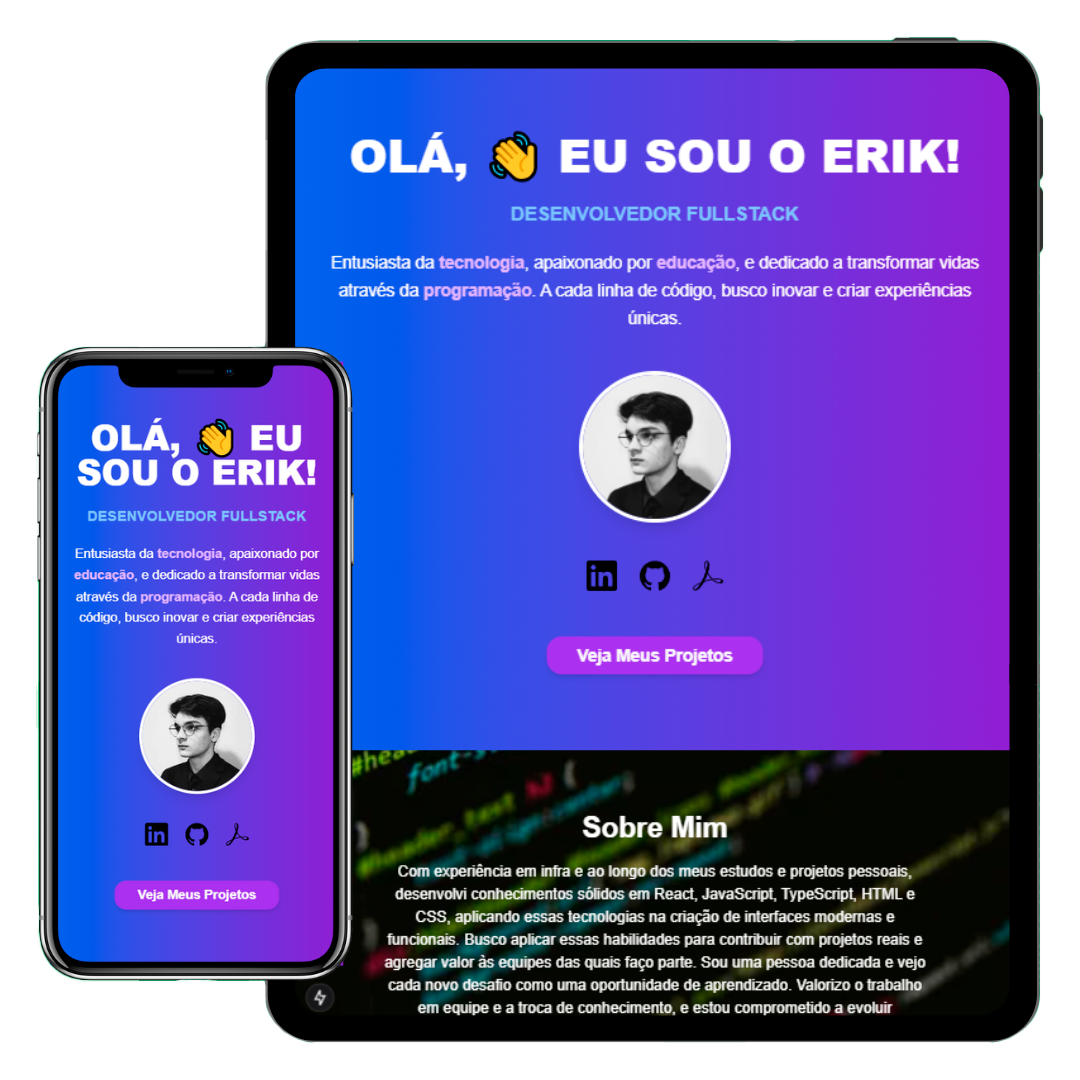 OLÁ, 👋 EU SOU O ERIK!
DESENVOLVEDOR FULLSTACK
Entusiasta da tecnologia, apaixonado por educação, e dedicado a transformar vidas
através da programação. A cada linha de código, busco inovar e criar experiências
únicas.
in
Veja Meus Projetos
Sobre Mim
Com experiência em infra e ao longo dos meus estudos e projetos pessoais,
desenvolvi conhecimentos sólidos em React, JavaScript, TypeScript, HTML e
CSS, aplicando essas tecnologias na criação de interfaces modernas e
funcionais. Busco aplicar essas habilidades para contribuir com projetos reais e
agregar valor às equipes das quais faço parte. Sou uma pessoa dedicada e vejo
cada novo desafio como uma oportunidade de aprendizado. Valorizo o trabalho
em equipe e a troca de conhecimento, e estou comprometido a evoluir
OLÁ, 👋 EU
SOU O ERIK!
DESENVOLVEDOR FULLSTACK
Entusiasta da tecnologia, apaixonado por
educação, e dedicado a transformar vidas
através da programação. A cada linha de
código, busco inovar e criar experiências
únicas.
in
Veja Meus Projetos